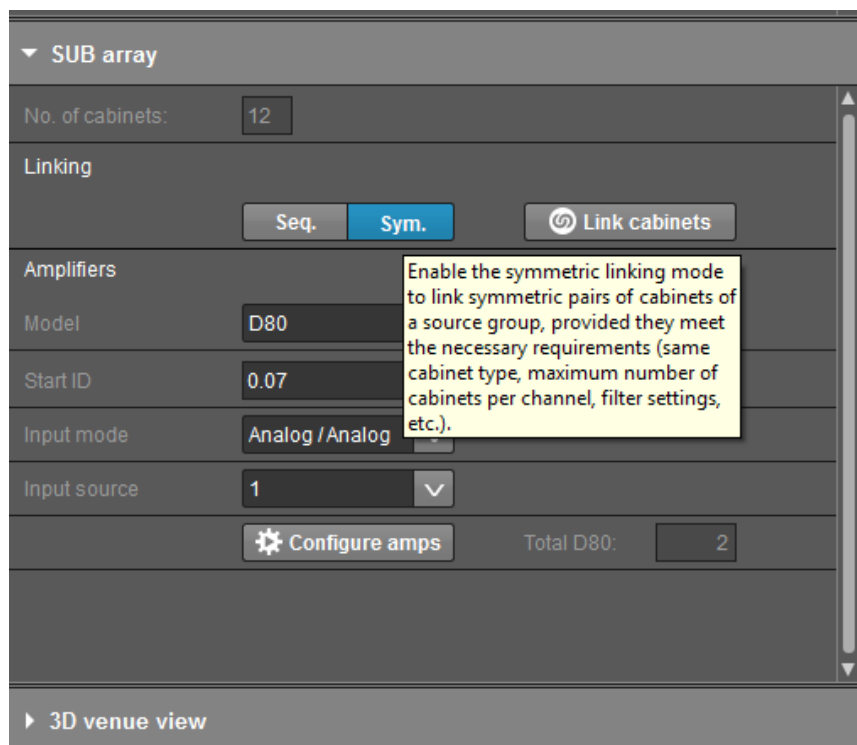 SUB array
No. of cabinets: 12
Linking
Seq. Sym. Link cabinets
Amplifiers
Enable the symmetric linking mode
to link symmetric pairs of cabinets of
a source group, provided they meet
the necessary requirements (same
cabinet type, maximum number of
cabinets per channel, filter settings,
etc.).
Model D80
Start ID 0.07
Input mode Analog / Analog
Input source 1
Configure amps Total D80: 2
3D venue view